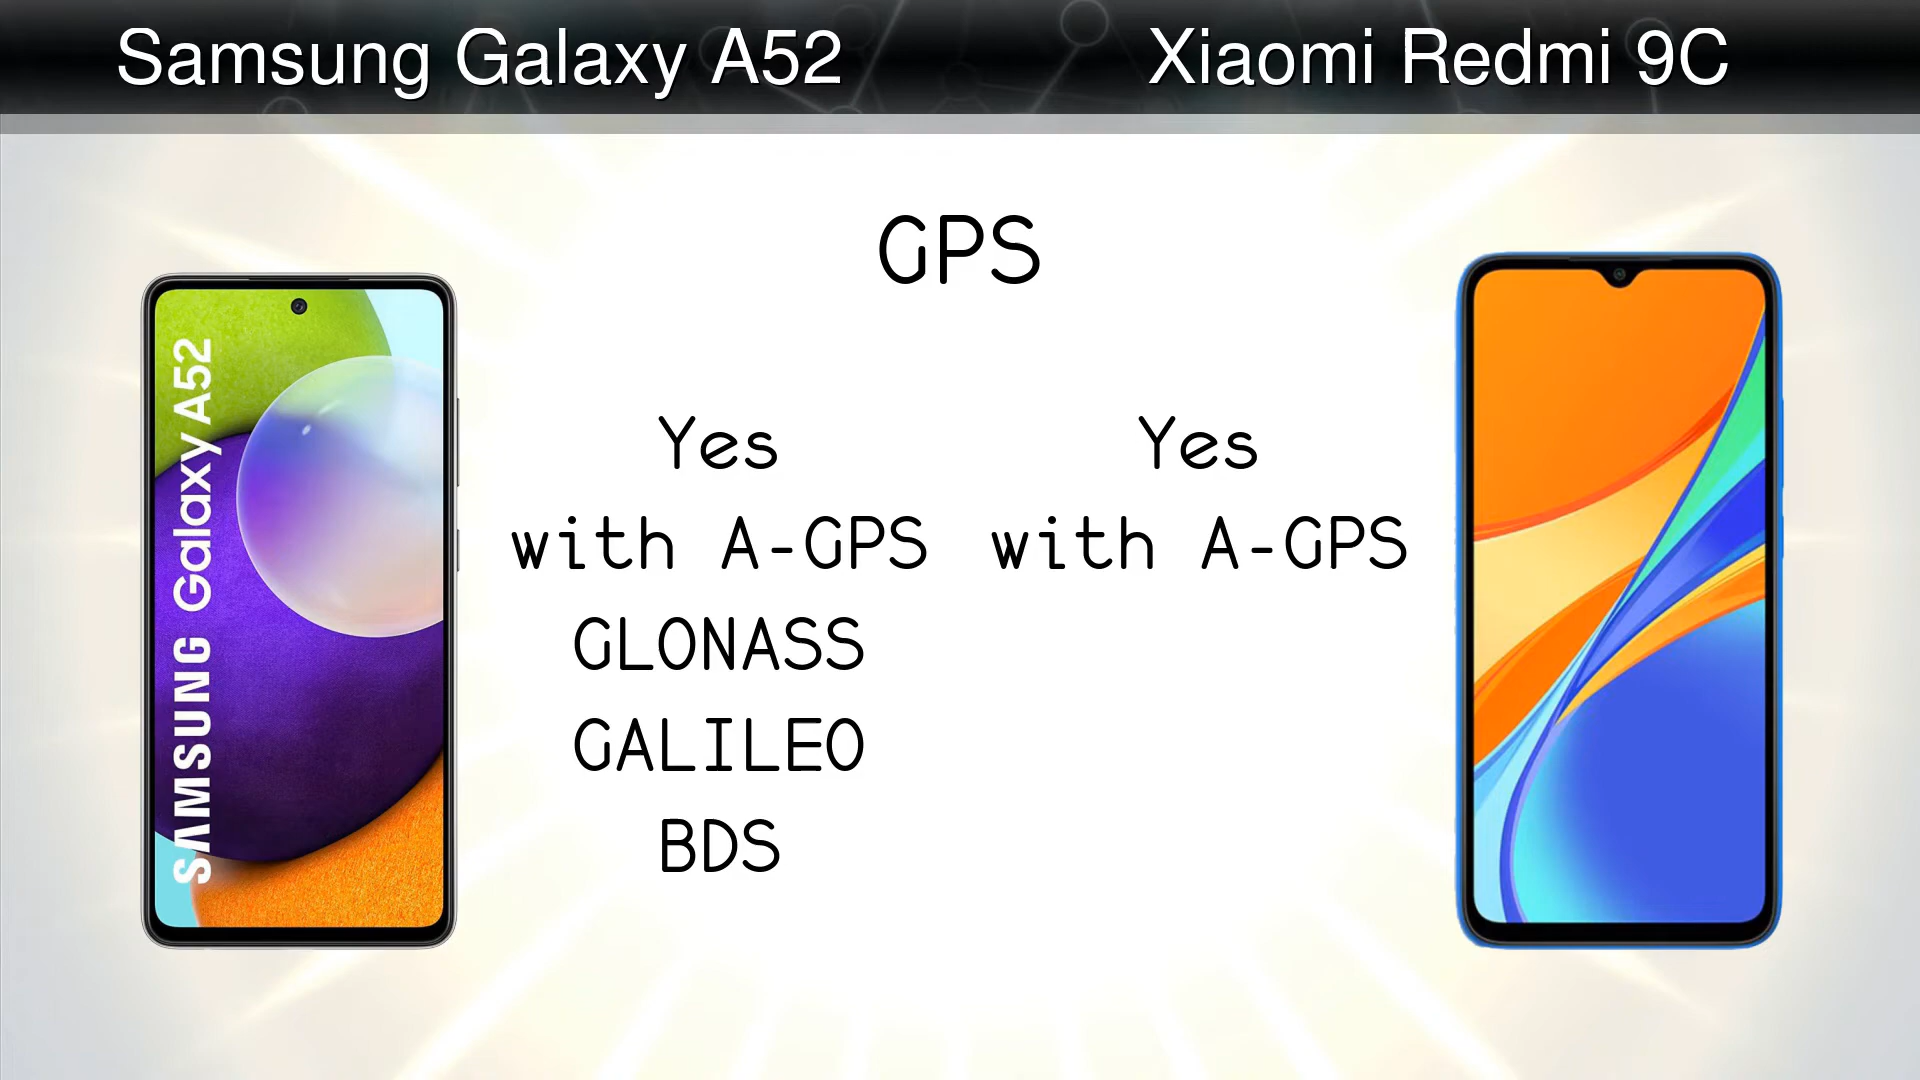 Samsung Galaxy A52
Xiaomi Redmi 9C
GPS
SAMSUNG Galaxy A52
Yes
with A-GPS
GLONASS
GALILEO
BDS
Yes
with A-GPS